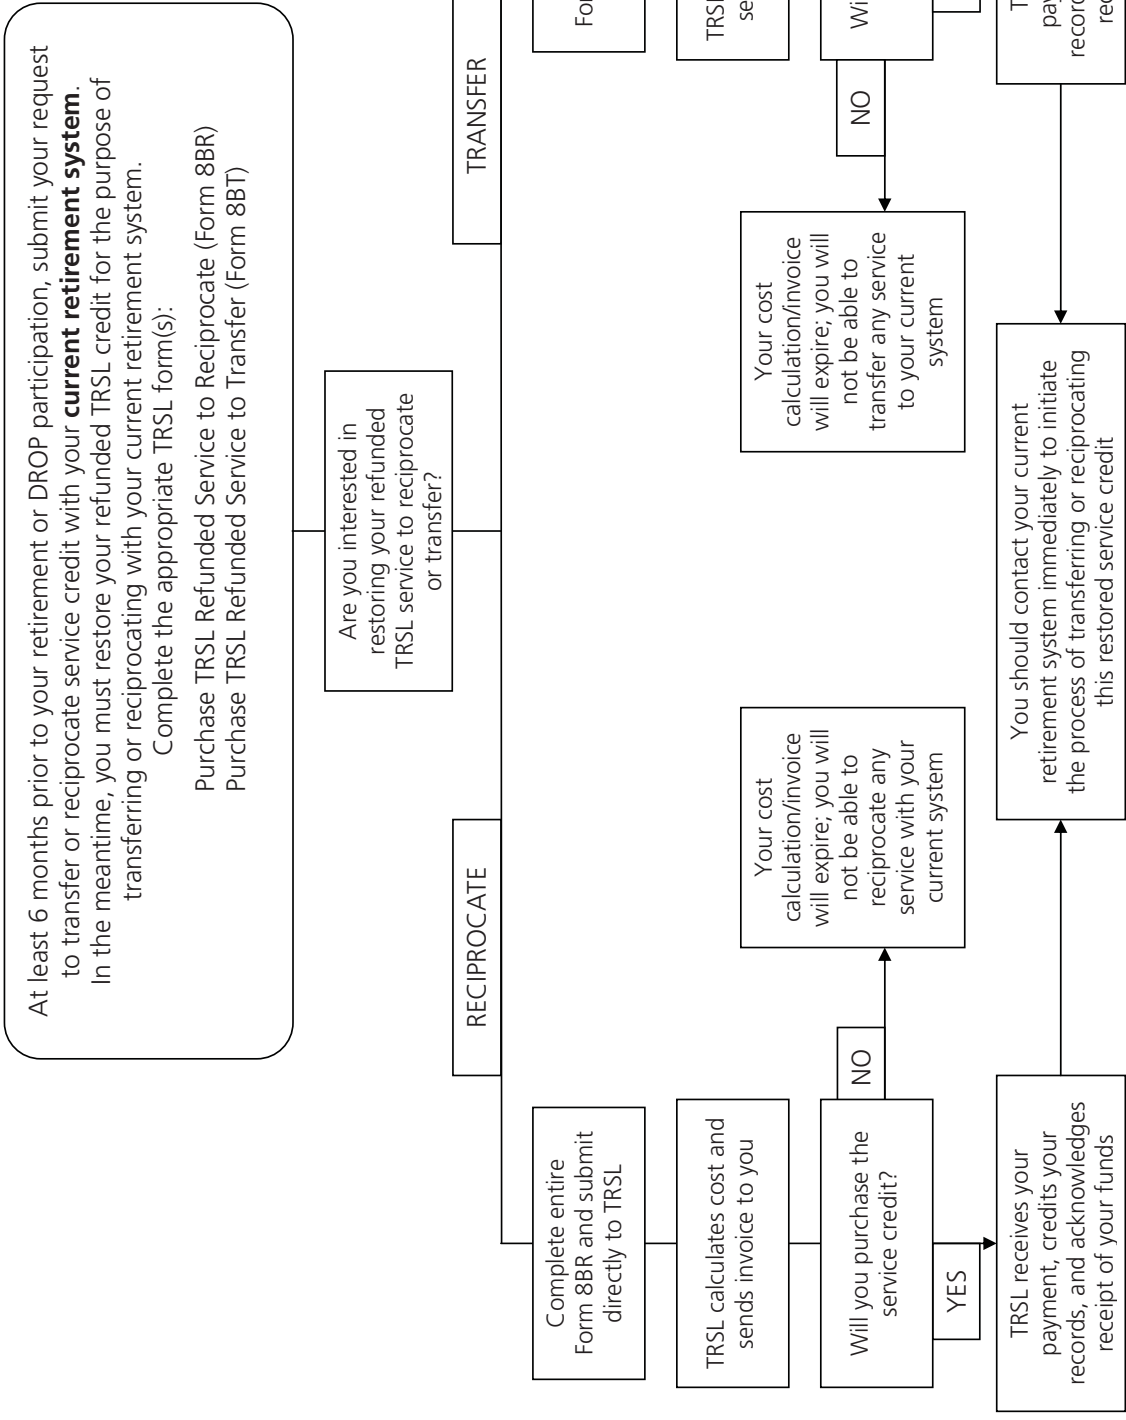 At least 6 months prior to your retirement or DROP participation, submit your request
to transfer or reciprocate service credit with your current retirement system.
In the meantime, you must restore your refunded TRSL credit for the purpose of
transferring or reciprocating with your current retirement system.
Complete the appropriate TRSL form(s):
Purchase TRSL Refunded Service to Reciprocate (Form 8BR)
Purchase TRSL Refunded Service to Transfer (Form 8BT)
Are you interested in
restoring your refunded
TRSL service to reciprocate
or transfer?
RECIPROCATE
TRANSFER
Complete entire
Form 8BR and submit
directly to TRSL
TRSL calculates cost and
sends invoice to you
Will you purchase the
service credit?
NO
YES
Your cost
calculation/invoice
will expire; you will
not be able to
reciprocate any
service with your
current system
TRSL receives your
payment, credits your
records, and acknowledges
receipt of your funds
You should contact your current
retirement system immediately to initiate
the process of transferring or reciprocating
this restored service credit
NO
Your cost
calculation/invoice
will expire; you will
not be able to
transfer any service
to your current
system